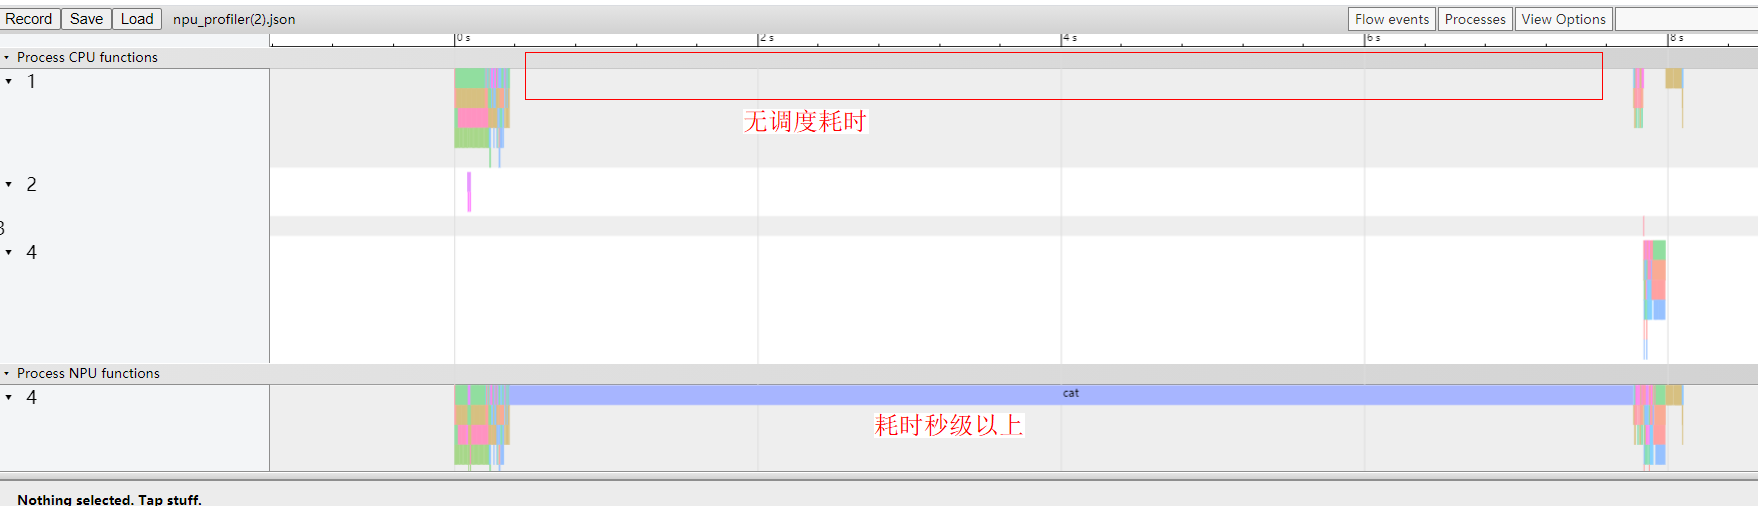 Record Save Load npu_profiler(2).json Flow events Processes View Options
0 s 2 s 4 s 6 s 8 s
Process CPU functions
1
无调度耗时
2
3
4
Process NPU functions
4 cat
耗时秒级以上
Nothing selected. Tap stuff.